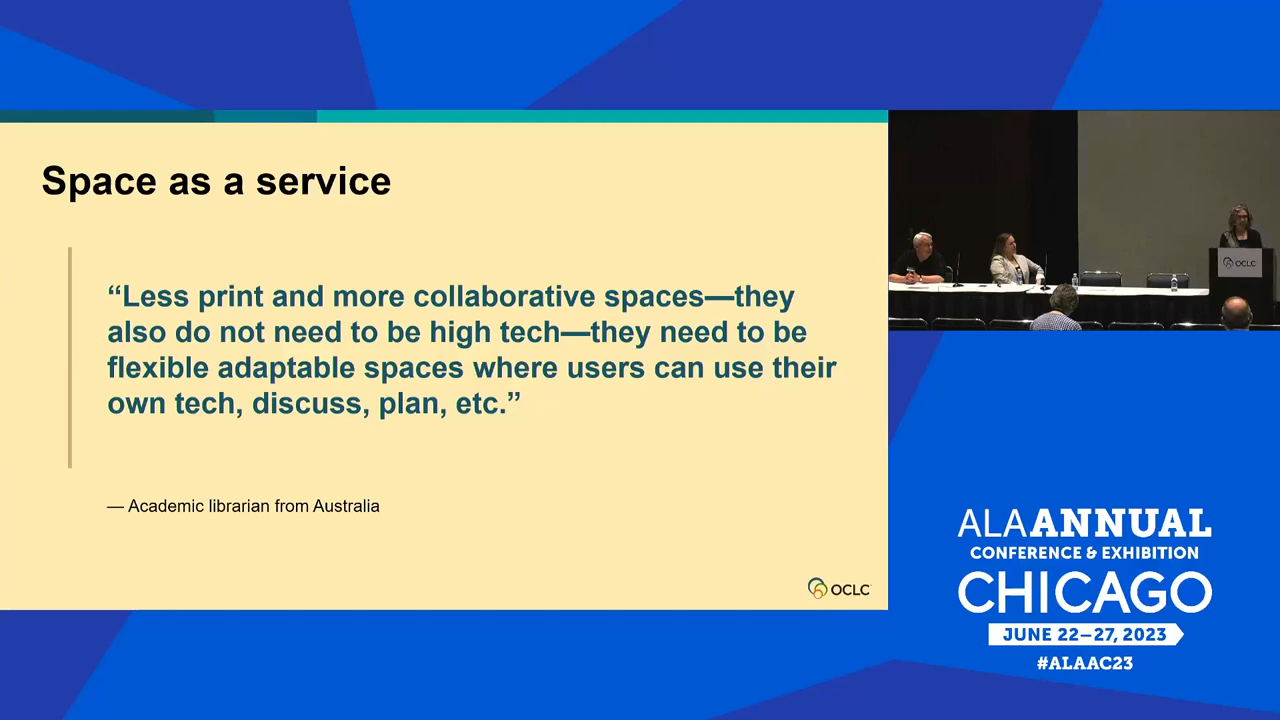 Space as a service
“Less print and more collaborative spaces—they
also do not need to be high tech—they need to be
flexible adaptable spaces where users can use their
own tech, discuss, plan, etc.”
— Academic librarian from Australia
OCLC
OCLC
ALA ANNUAL
CONFERENCE & EXHIBITION
CHICAGO
JUNE 22–27, 2023
#ALAAC23